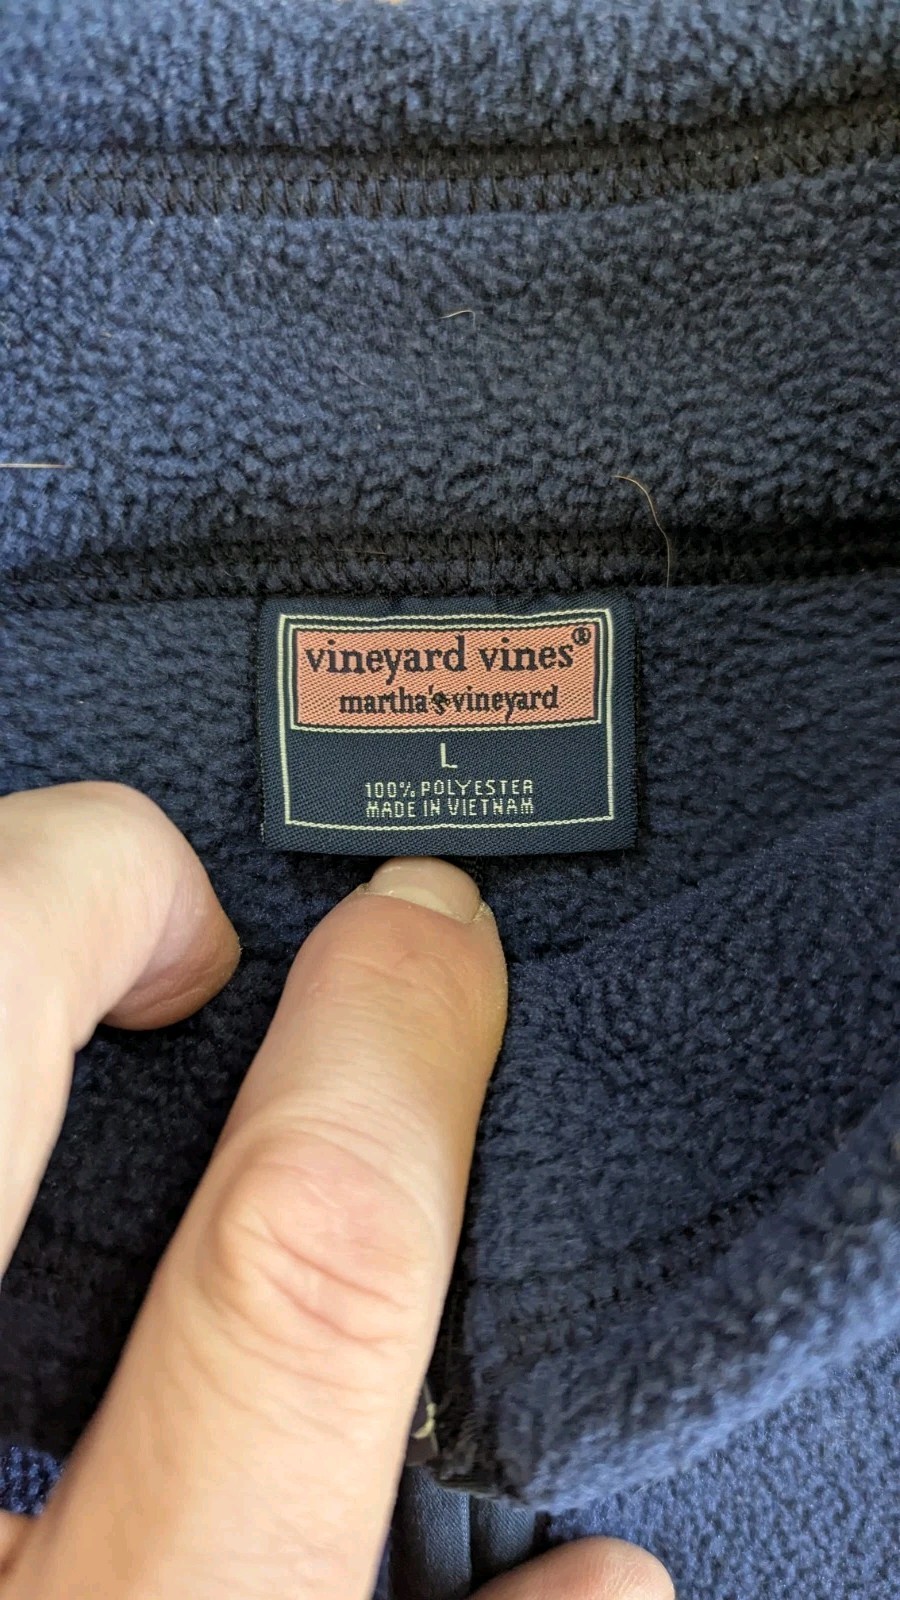 vineyard vines®
martha's vineyard
L
100% POLYESTER
MADE IN VIETNAM